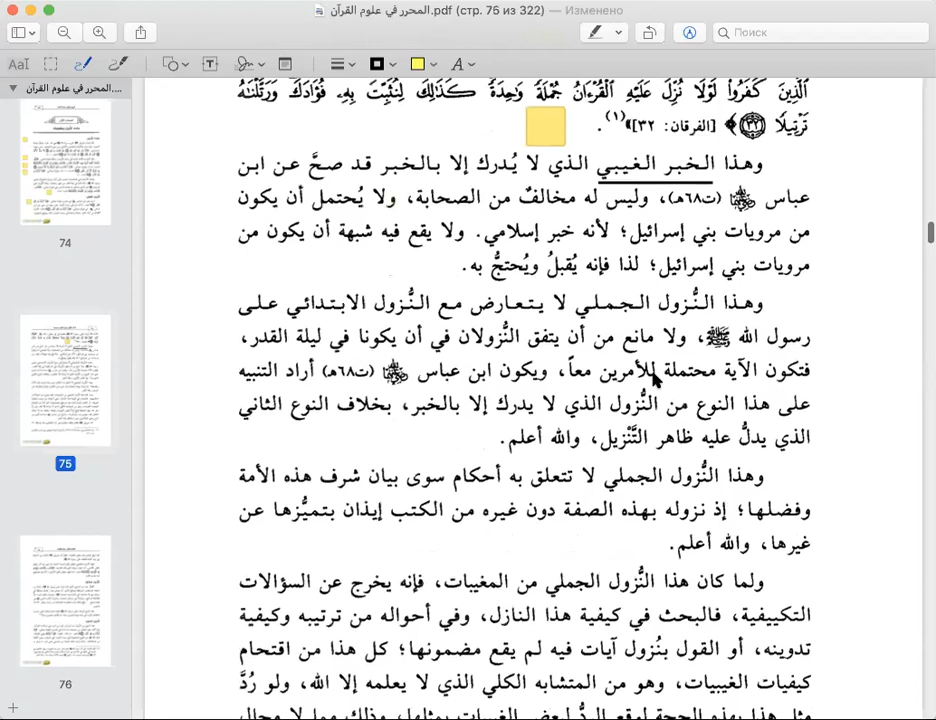 المحرر في علوم القرآن.pdf (стр. 75 из 322) — Изменено
Поиск
المحرر في علوم القرآن....
74
75
76
ٱلَّذِينَ كَفَرُواْ لَوْلَا نُزِّلَ عَلَيْهِ ٱلْقُرْءَانُ جُمْلَةً وَٰحِدَةً كَذَٰلِكَ لِنُثَبِّتَ بِهِۦ فُؤَادَكَ وَرَتَّلْنَٰهُ
تَرْتِيلًا ﴿٣٢﴾ [الفرقان: ٣٢]»(١).
وهذا الخبر الغيبي الذي لا يُدرك إلا بالخبر قد صحَّ عن ابن
عباس ﵁ (ت٦٨هـ)، وليس له مخالفٌ من الصحابة، ولا يُحتمل أن يكون
من مرويات بني إسرائيل؛ لأنه خبر إسلامي. ولا يقع فيه شبهة أن يكون من
مرويات بني إسرائيل؛ لذا فإنه يُقبلُ ويُحتجُّ به.
وهذا النُّزول الجملي لا يتعارض مع النُّزول الابتدائي على
رسول الله ﷺ، ولا مانع من أن يتفق النُّزولان في أن يكونا في ليلة القدر،
فتكون الآية محتملة للأمرين معاً، ويكون ابن عباس ﵁ (ت٦٨هـ) أراد التنبيه
على هذا النوع من النُّزول الذي لا يدرك إلا بالخبر، بخلاف النوع الثاني
الذي يدلُّ عليه ظاهر التَّنْزيل، والله أعلم.
وهذا النُّزول الجملي لا تتعلق به أحكام سوى بيان شرف هذه الأمة
وفضلها؛ إذ نزوله بهذه الصفة دون غيره من الكتب إيذان بتميُّزها عن
غيرها، والله أعلم.
ولما كان هذا النُّزول الجملي من المغيبات، فإنه يخرج عن السؤالات
التكييفية، فالبحث في كيفية هذا النازل، وفي أحواله من ترتيبه وكيفية
تدوينه، أو القول بنُزول آيات فيه لم يقع مضمونها؛ كل هذا من اقتحام
كيفيات الغيبيات، وهو من المتشابه الكلي الذي لا يعلمه إلا الله، ولو رُدَّ